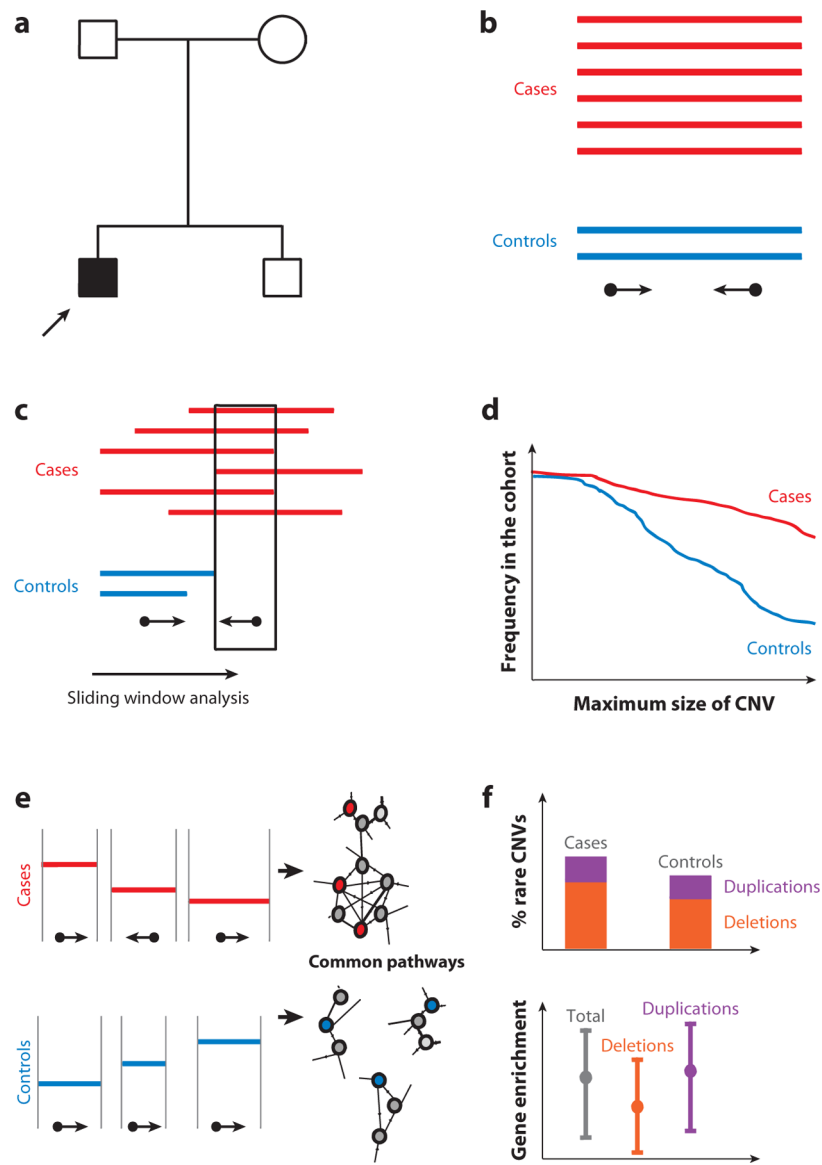 a
b
Cases
Controls
c
Cases
Controls
Sliding window analysis
d
Frequency in the cohort
Cases
Controls
Maximum size of CNV
e
Cases
Common pathways
Controls
f
% rare CNVs
Cases
Controls
Duplications
Deletions
Gene enrichment
Total
Deletions
Duplications